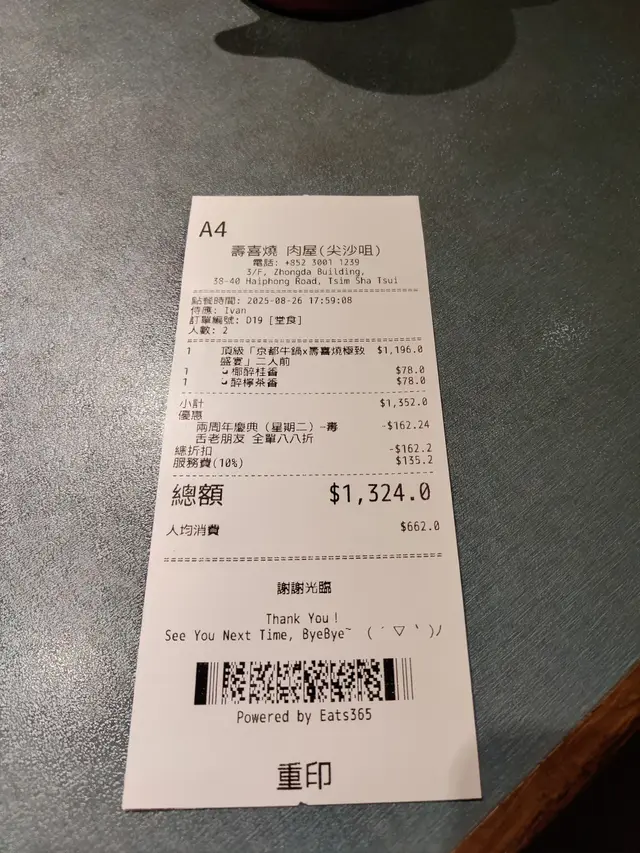 A4
壽喜燒 肉屋(尖沙咀)
電話: +852 3001 1239
3/F, Zhongda Building,
38-40 Haiphong Road, Tsim Sha Tsui
點餐時間: 2025-08-26 17:59:08
侍應: Ivan
訂單編號: D19 [堂食]
人數: 2
1 頂級「京都牛鍋x壽喜燒極致 $1,196.0
盛宴」二人前
1 椰醉桂香 $78.0
1 醉檸茶香 $78.0
小計 $1,352.0
優惠
兩周年慶典 (星期二) -毒 -$162.24
舌老朋友 全單八八折
總折扣 -$162.2
服務費(10%) $135.2
總額 $1,324.0
人均消費 $662.0
謝謝光臨
Thank You !
See You Next Time, ByeBye~ ( ´ ▽ ` )ﾉ
Powered by Eats365
重印